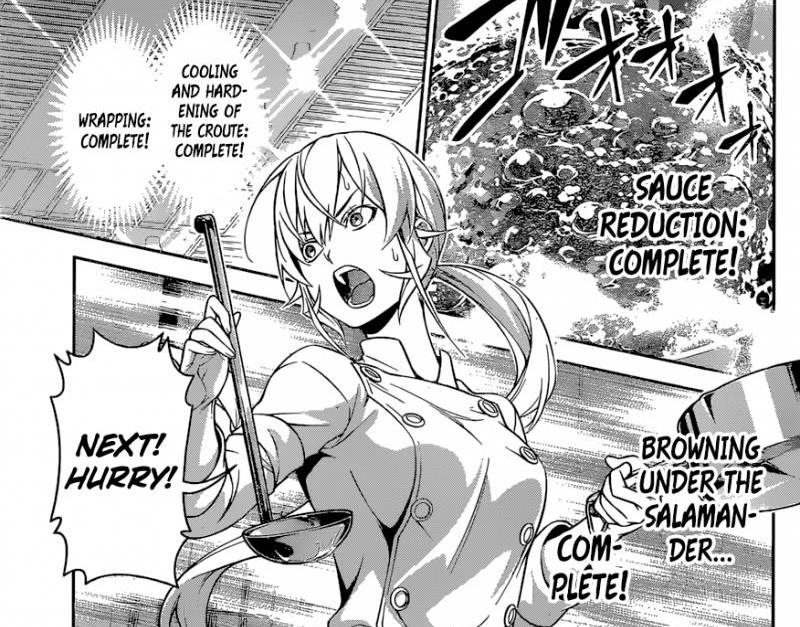 SAUCE
REDUCTION:
COMPLETE!
COOLING
AND HARD-
ENING OF
THE CROUTE:
COMPLETE!
WRAPPING:
COMPLETE!
BROWNING
UNDER THE
SALAMAN-
DER...
COM-
PLETE!
NEXT!
HURRY!